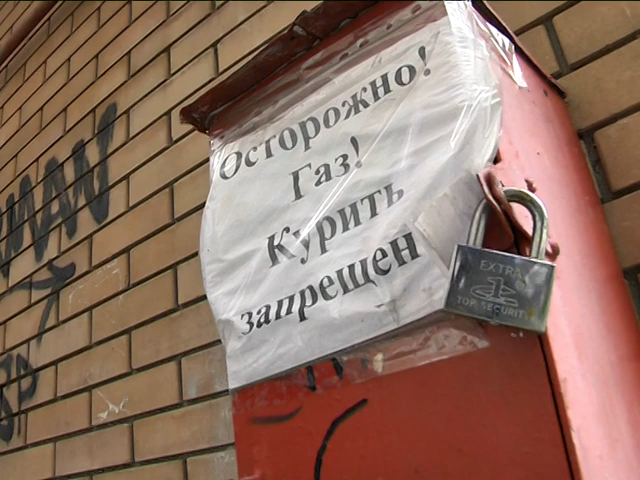 Осторожно!
Газ!
Курить
запрещен
EXTRA
TOP SECURITY